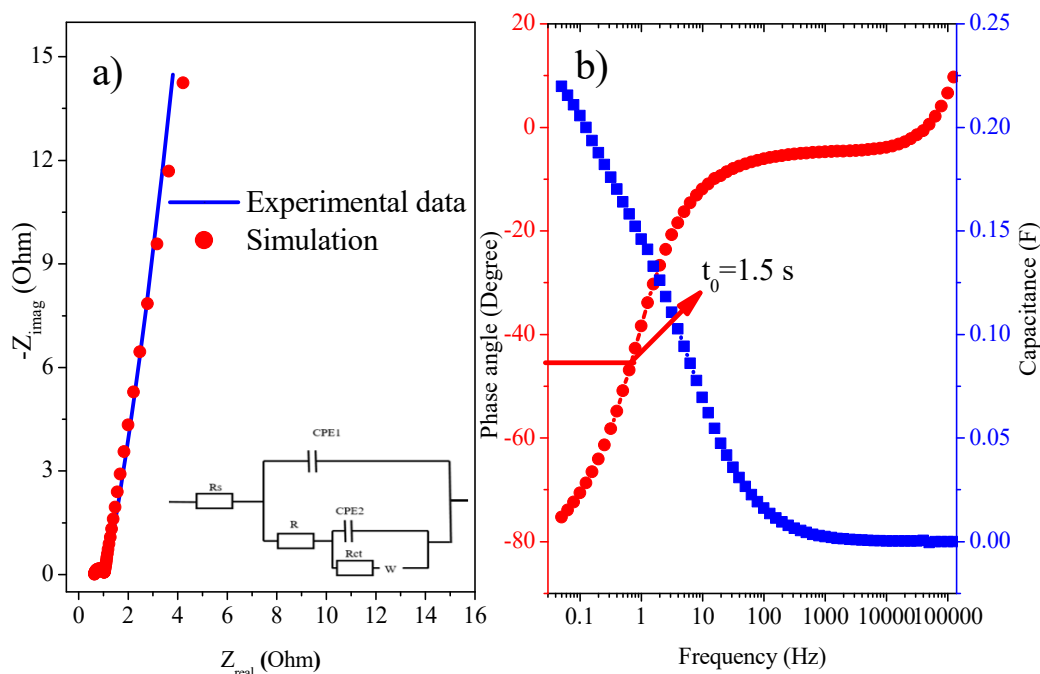 a)
15
12
9
6
3
0
-Z_imag (Ohm)
Experimental data
Simulation
CPE1
Rs
R
CPE2
Rct
W
0 2 4 6 8 10 12 14 16
Z_real (Ohm)
b)
20
0
-20
-40
-60
-80
Phase angle (Degree)
t_0=1.5 s
0.25
0.20
0.15
0.10
0.05
0.00
Capacitance (F)
0.1 1 10 100 1000 10000 100000
Frequency (Hz)